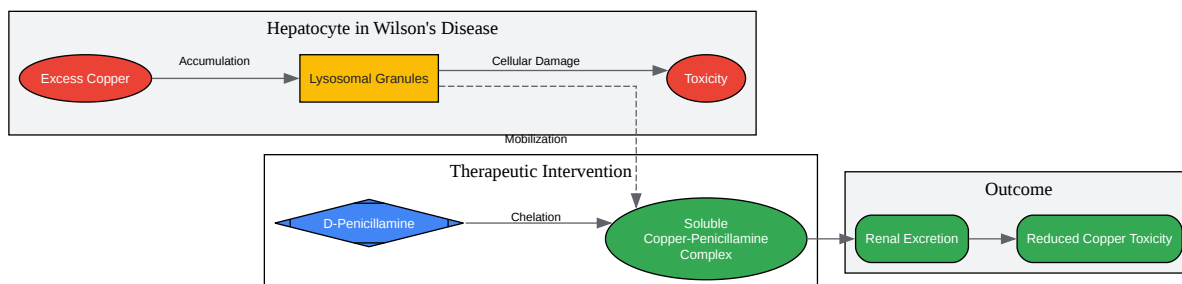 Hepatocyte in Wilson's Disease
Excess Copper
Accumulation
Lysosomal Granules
Cellular Damage
Toxicity
Mobilization
Therapeutic Intervention
D-Penicillamine
Chelation
Soluble
Copper-Penicillamine
Complex
Outcome
Renal Excretion
Reduced Copper Toxicity